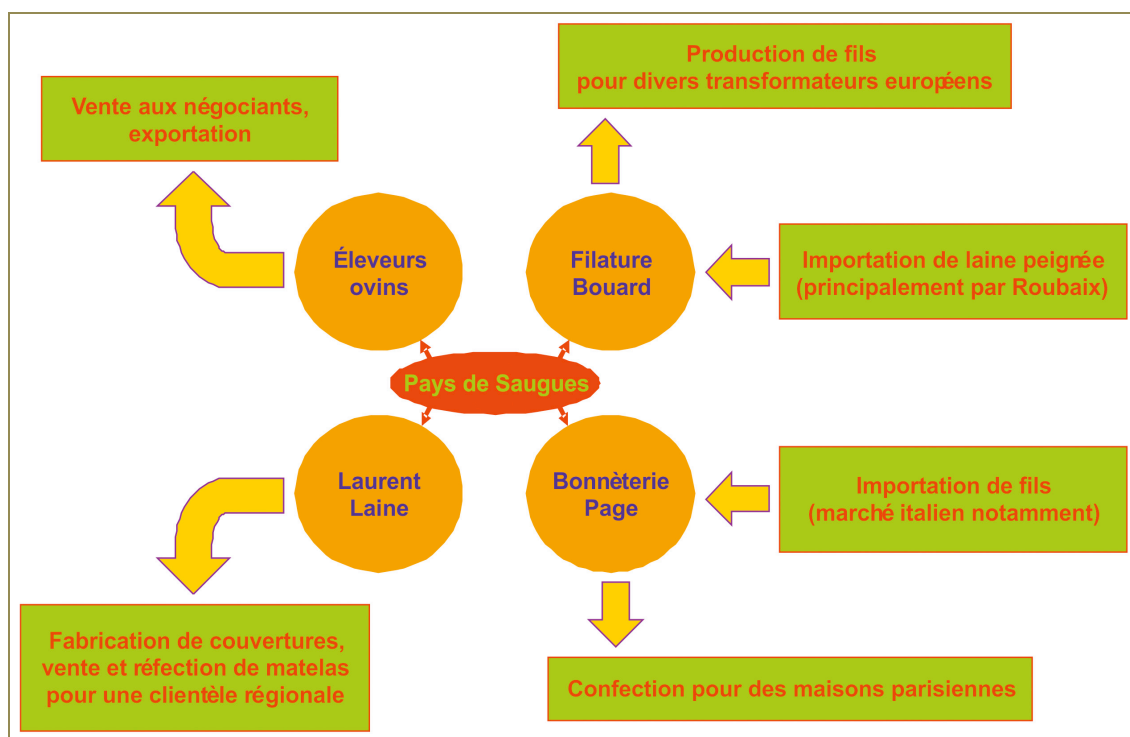 Production de fils
pour divers transformateurs européens
Vente aux négociants,
exportation
Éleveurs
ovins
Filature
Bouard
Importation de laine peignée
(principalement par Roubaix)
Pays de Saugues
Laurent
Laine
Bonnèterie
Page
Importation de fils
(marché italien notamment)
Fabrication de couvertures,
vente et réfection de matelas
pour une clientèle régionale
Confection pour des maisons parisiennes